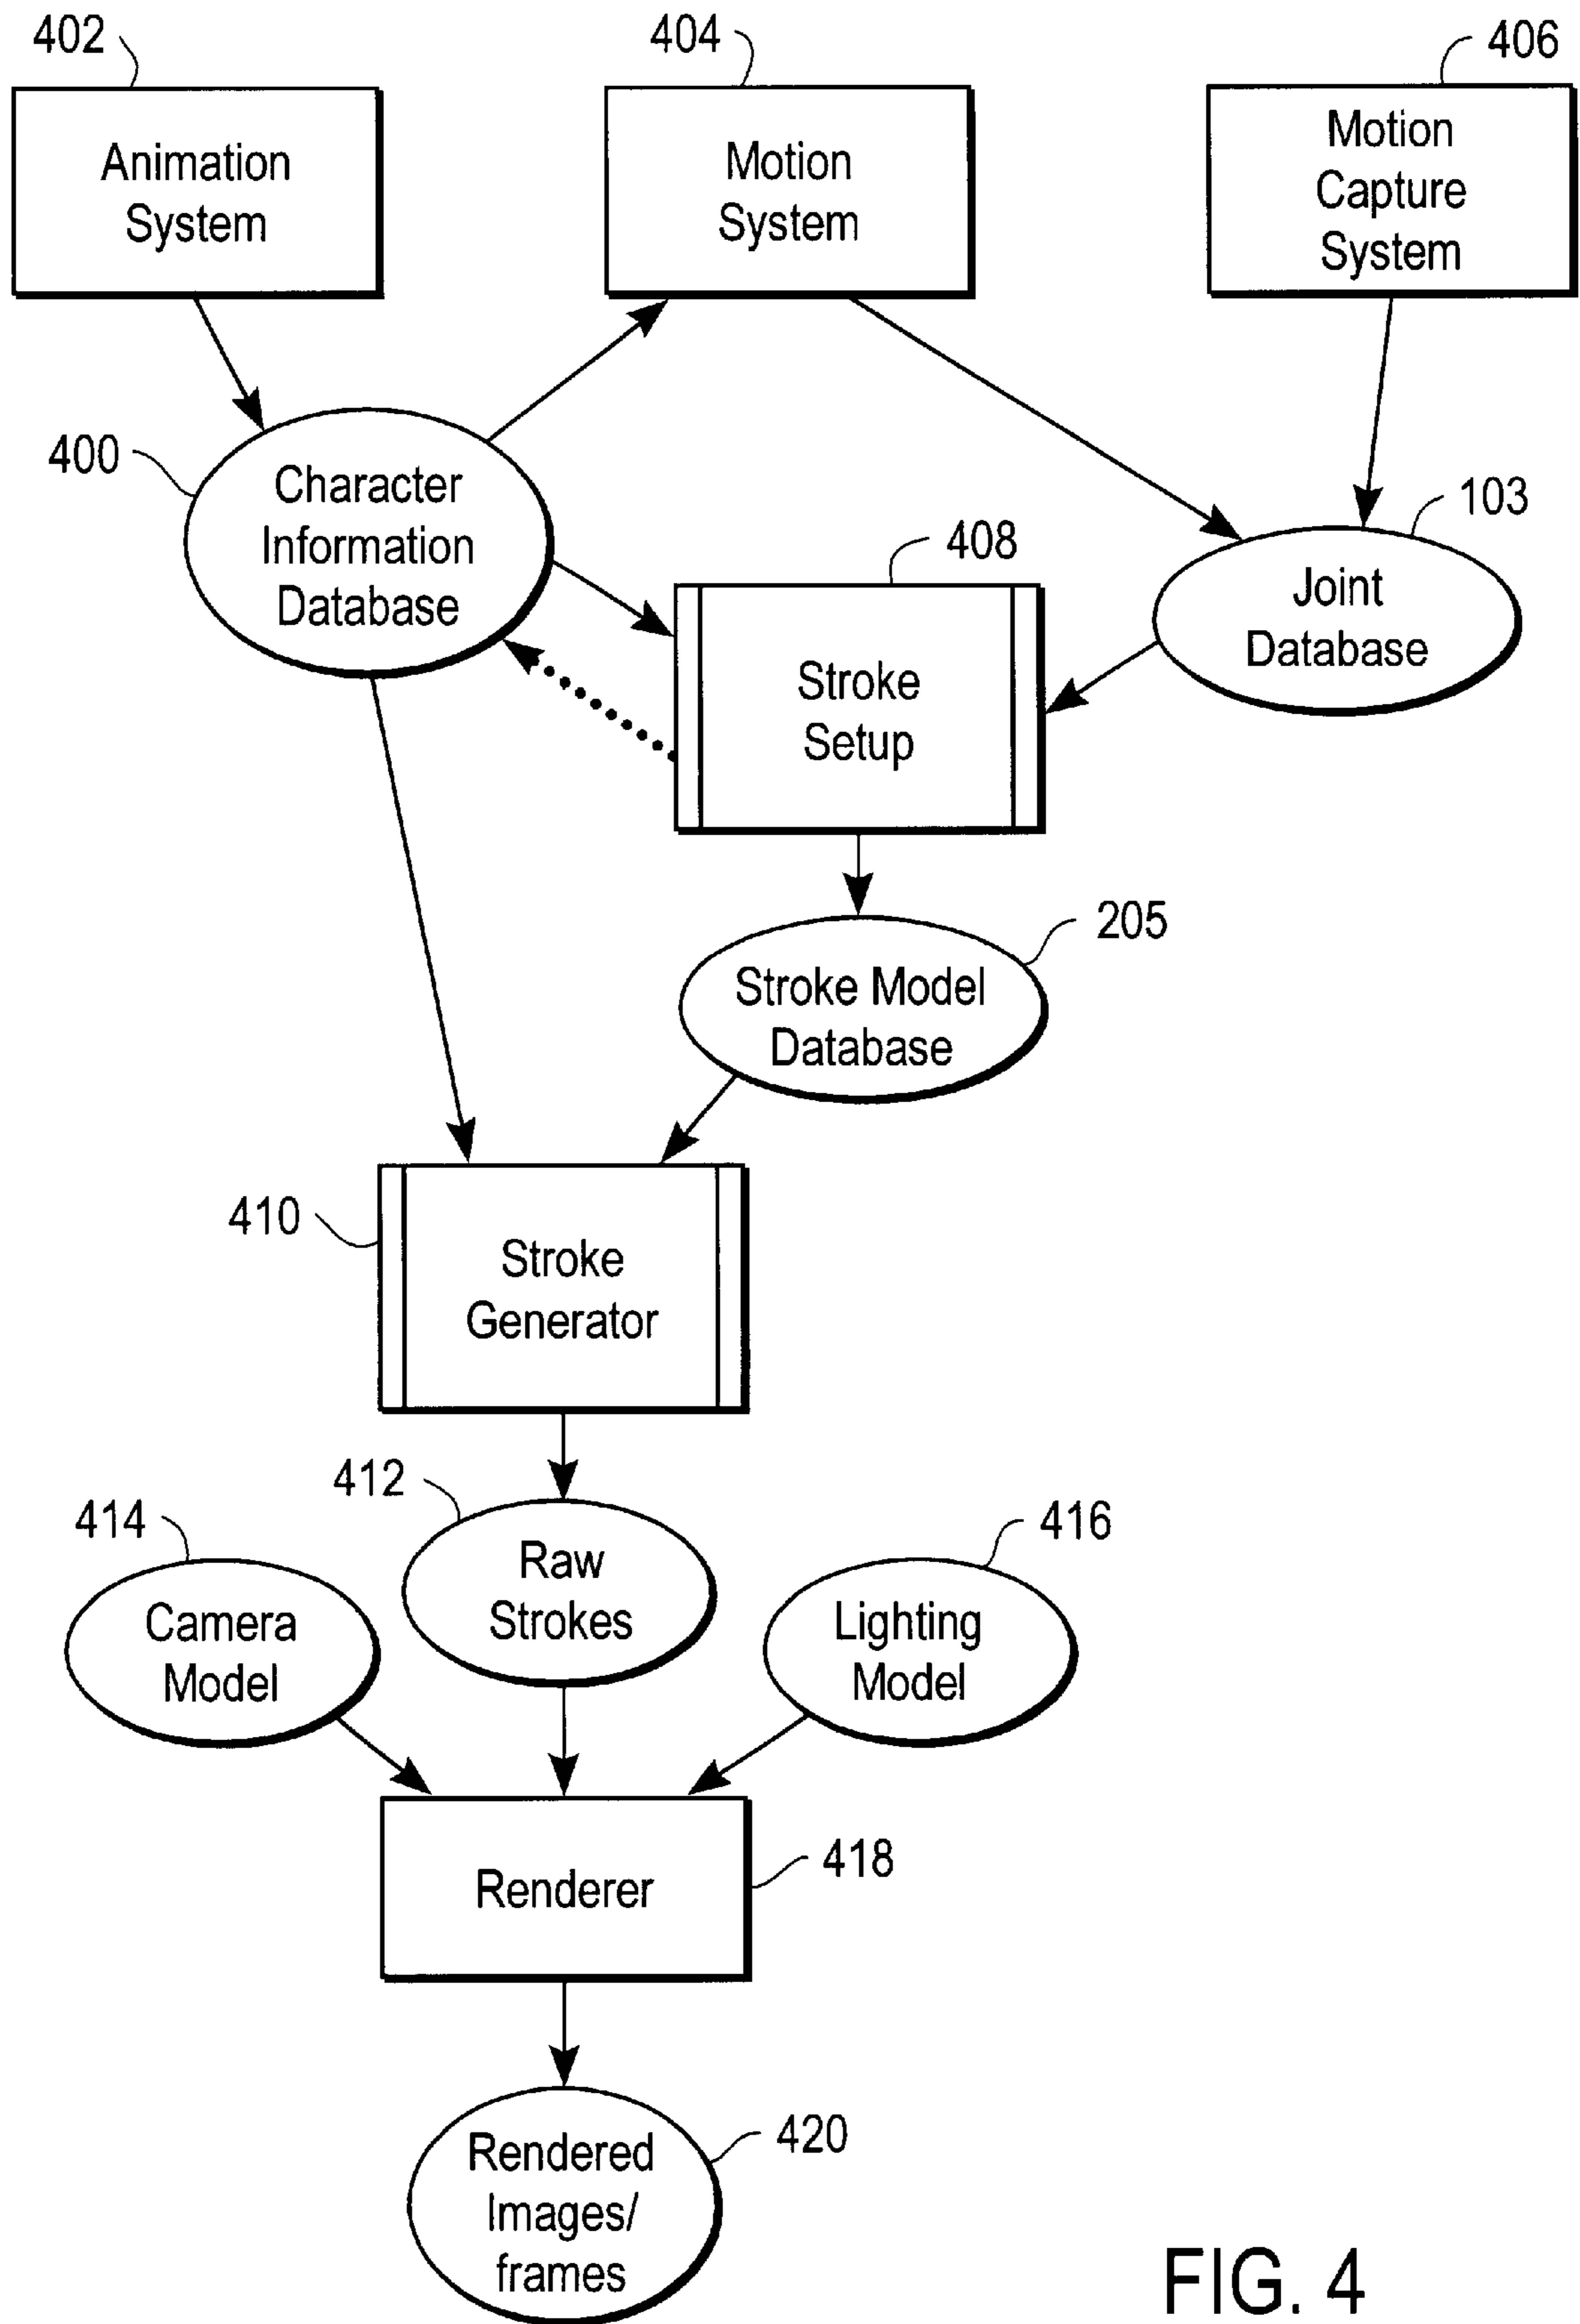 402
404
406
Animation
System
Motion
System
Motion
Capture
System
400
Character
Information
Database
408
103
Joint
Database
Stroke
Setup
205
Stroke Model
Database
410
Stroke
Generator
412
414
416
Raw
Strokes
Camera
Model
Lighting
Model
418
Renderer
420
Rendered
Images/
frames
FIG. 4